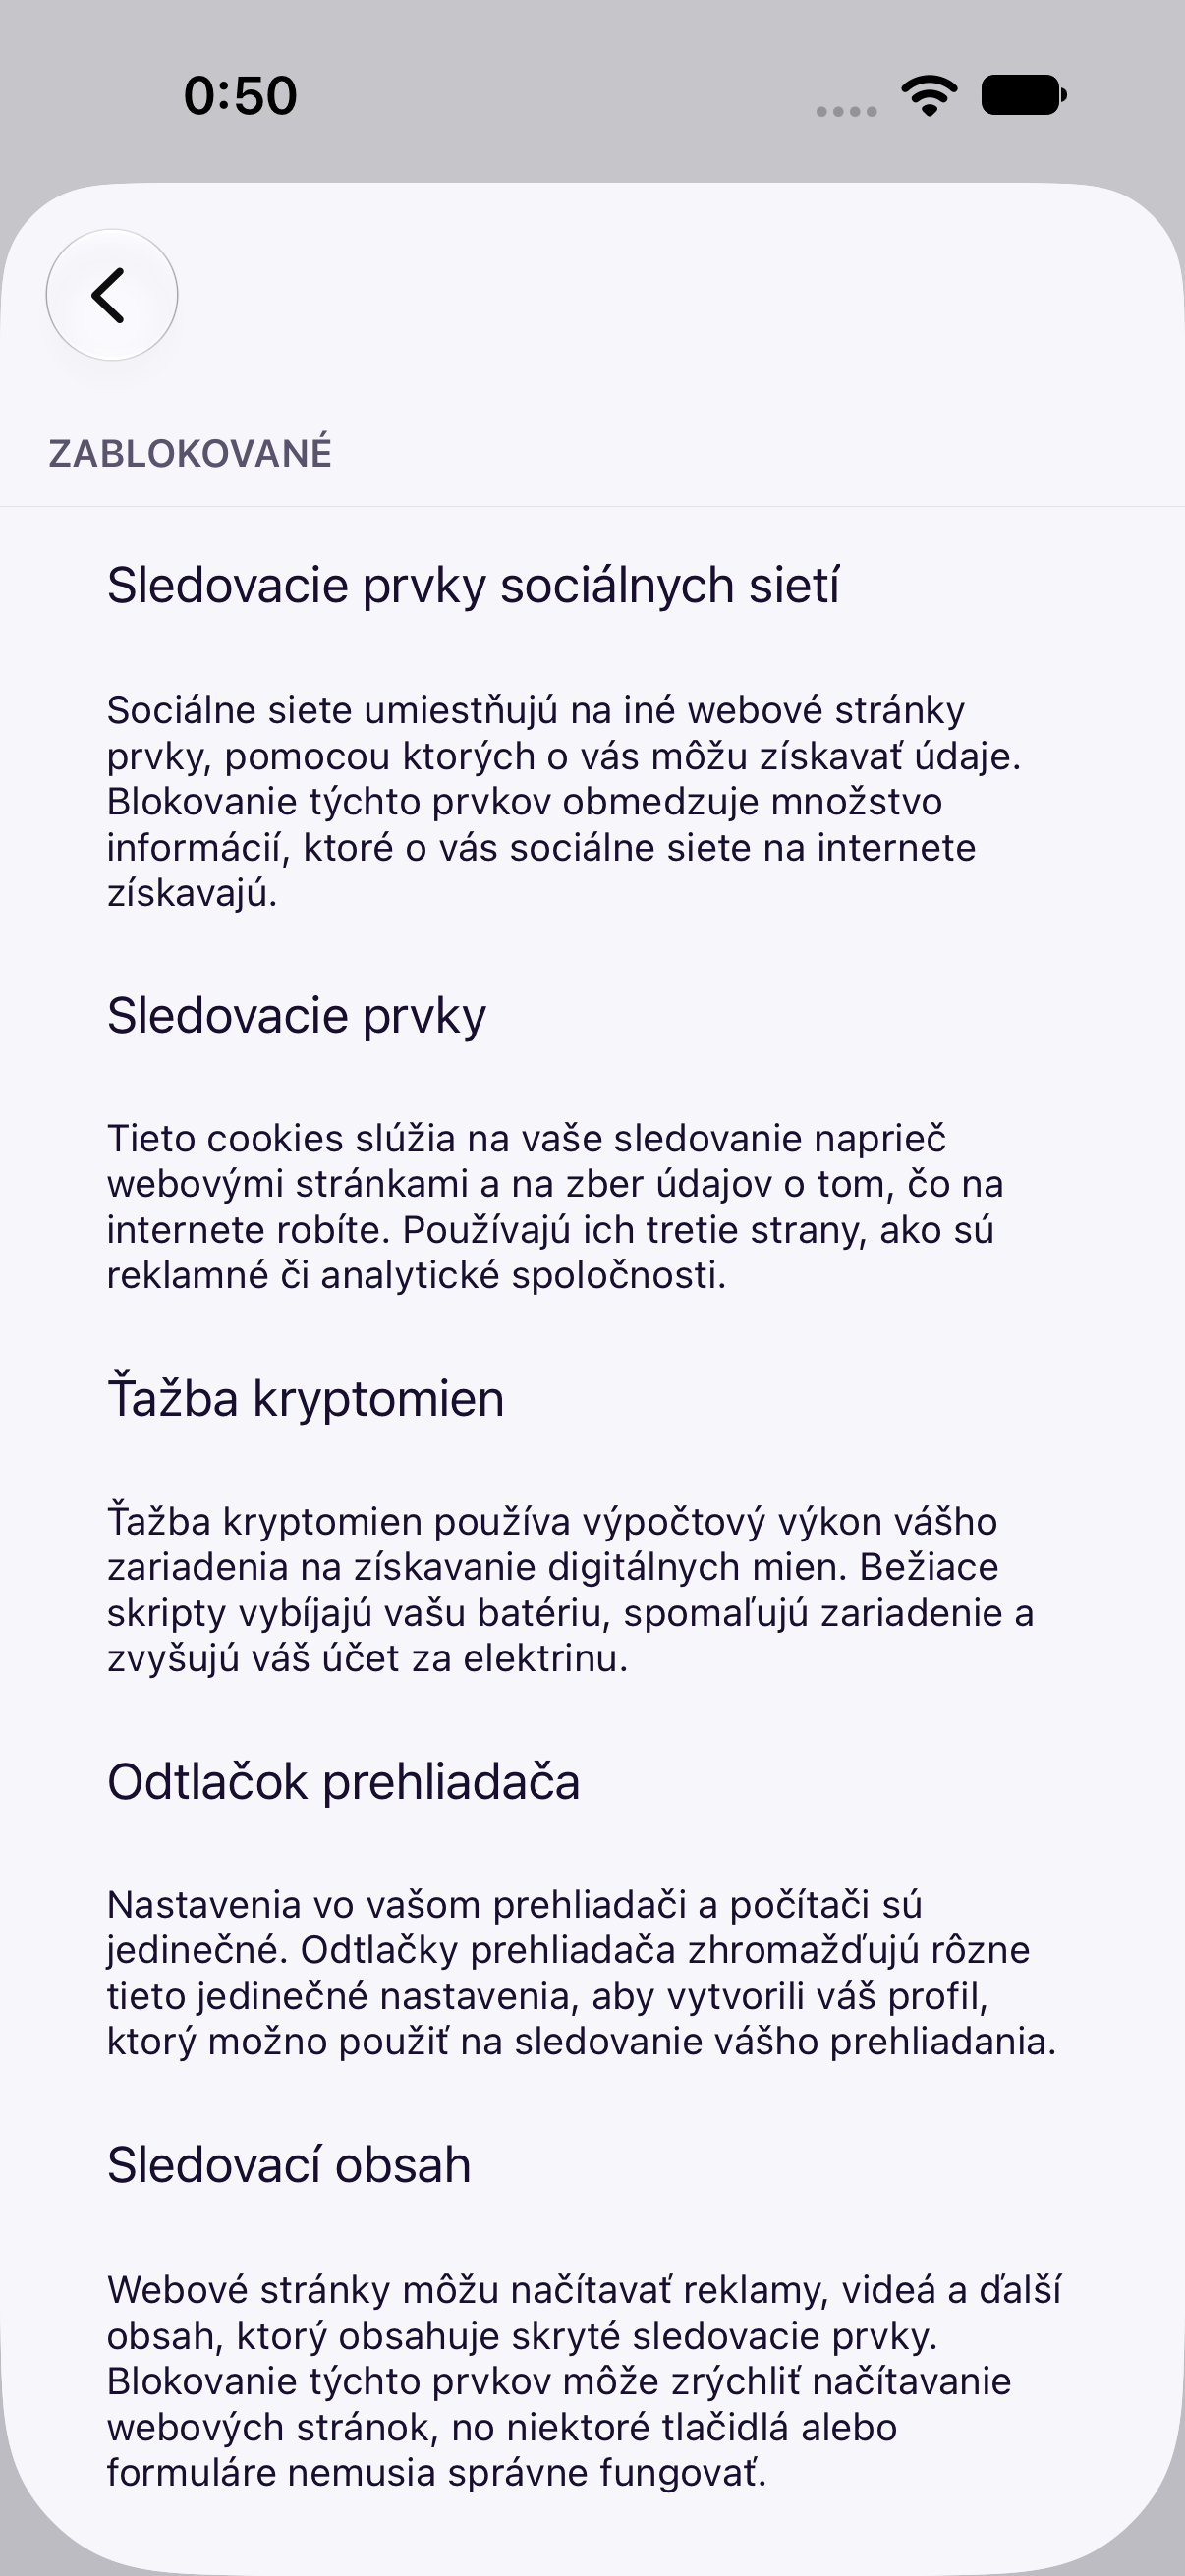 0:50
ZABLOKOVANÉ
Sledovacie prvky sociálnych sietí
Sociálne siete umiestňujú na iné webové stránky
prvky, pomocou ktorých o vás môžu získavať údaje.
Blokovanie týchto prvkov obmedzuje množstvo
informácií, ktoré o vás sociálne siete na internete
získavajú.
Sledovacie prvky
Tieto cookies slúžia na vaše sledovanie naprieč
webovými stránkami a na zber údajov o tom, čo na
internete robíte. Používajú ich tretie strany, ako sú
reklamné či analytické spoločnosti.
Ťažba kryptomien
Ťažba kryptomien používa výpočtový výkon vášho
zariadenia na získavanie digitálnych mien. Bežiace
skripty vybíjajú vašu batériu, spomaľujú zariadenie a
zvyšujú váš účet za elektrinu.
Odtlačok prehliadača
Nastavenia vo vašom prehliadači a počítači sú
jedinečné. Odtlačky prehliadača zhromažďujú rôzne
tieto jedinečné nastavenia, aby vytvorili váš profil,
ktorý možno použiť na sledovanie vášho prehliadania.
Sledovací obsah
Webové stránky môžu načítavať reklamy, videá a ďalší
obsah, ktorý obsahuje skryté sledovacie prvky.
Blokovanie týchto prvkov môže zrýchliť načítavanie
webových stránok, no niektoré tlačidlá alebo
formuláre nemusia správne fungovať.